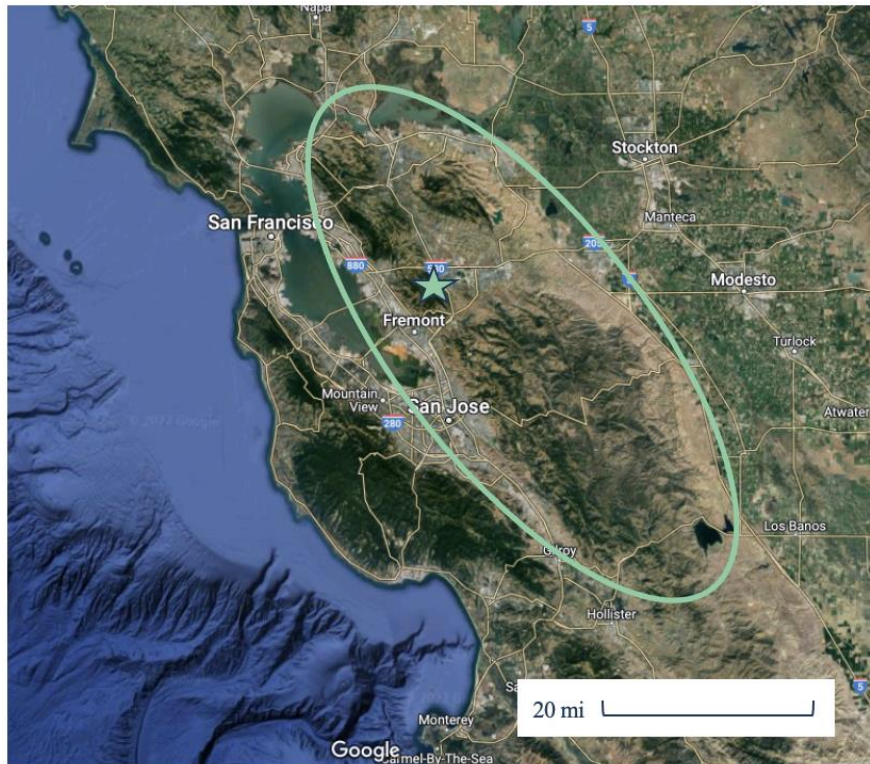 Napa
5
Stockton
San Francisco
Manteca
205
880
580
Modesto
Fremont
Turlock
Mountain
View
San Jose
Atwater
280
Los Banos
Gilroy
Hollister
5
20 mi
Monterey
Google
Carmel-By-The-Sea